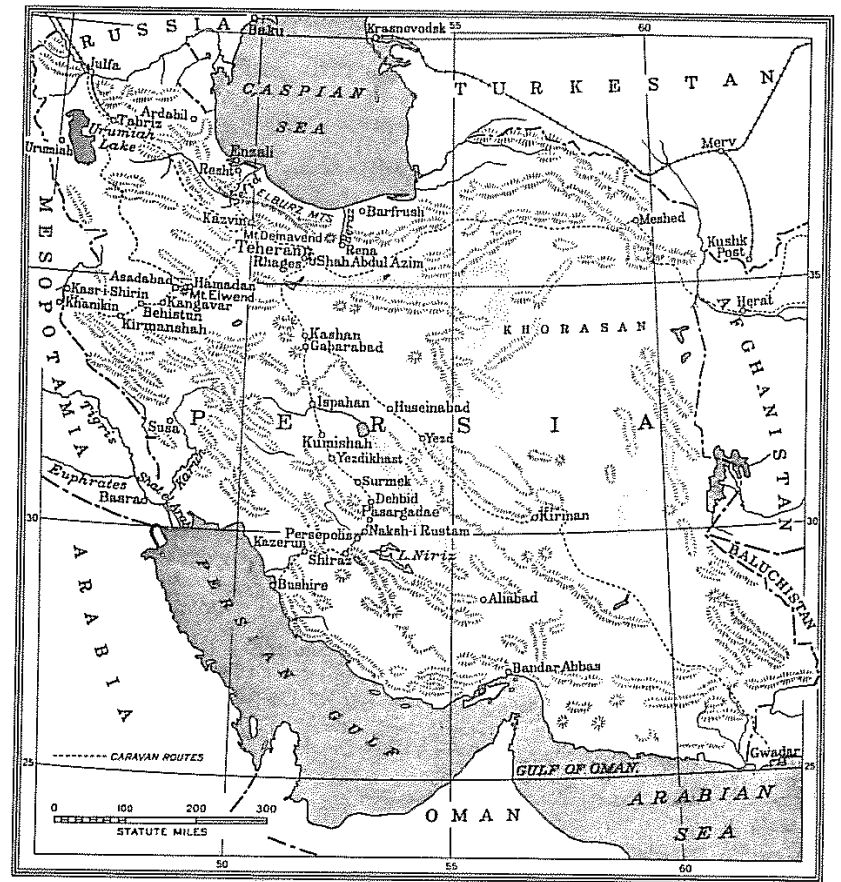 RUSSIA
Baku
Krasnovodsk
55
60
Julfa
CASPIAN
SEA
TURKESTAN
Ardabil
Tabriz
Urumiah
Lake
Urumiah
Enzali
Resht
Merv
ELBURZ MTS
Barfrush
Meshed
Kazvin
Mt.Demavend
Teheran
Rena
Rhages
Shah Abdul Azim
Kushk
Post
MESOPOTAMIA
35
Asadabad
Hamadan
Kasr-i-Shirin
Mt.Elwend
Khanikin
Kangavar
Behistun
Kirmanshah
Herat
KHORASAN
AFGHANISTAN
Kashan
Gabarabad
Ispahan
Huseinabad
Tigris
Susa
PERSIA
Kumishah
Yezd
Yezdikhast
Karun
Euphrates
Shat el Arab
Basra
Surmek
Dehbid
Pasargadae
30
Kirman
30
Persepolis
Naksh-i Rustam
Kazerun
Shiraz
L.Niriz
BALUCHISTAN
ARABIA
Bushire
Aliabad
PERSIAN GULF
Bandar Abbas
CARAVAN ROUTES
Gwadar
25
25
GULF OF OMAN.
ARABIAN
SEA
0 100 200 300
STATUTE MILES
OMAN
50
55
60